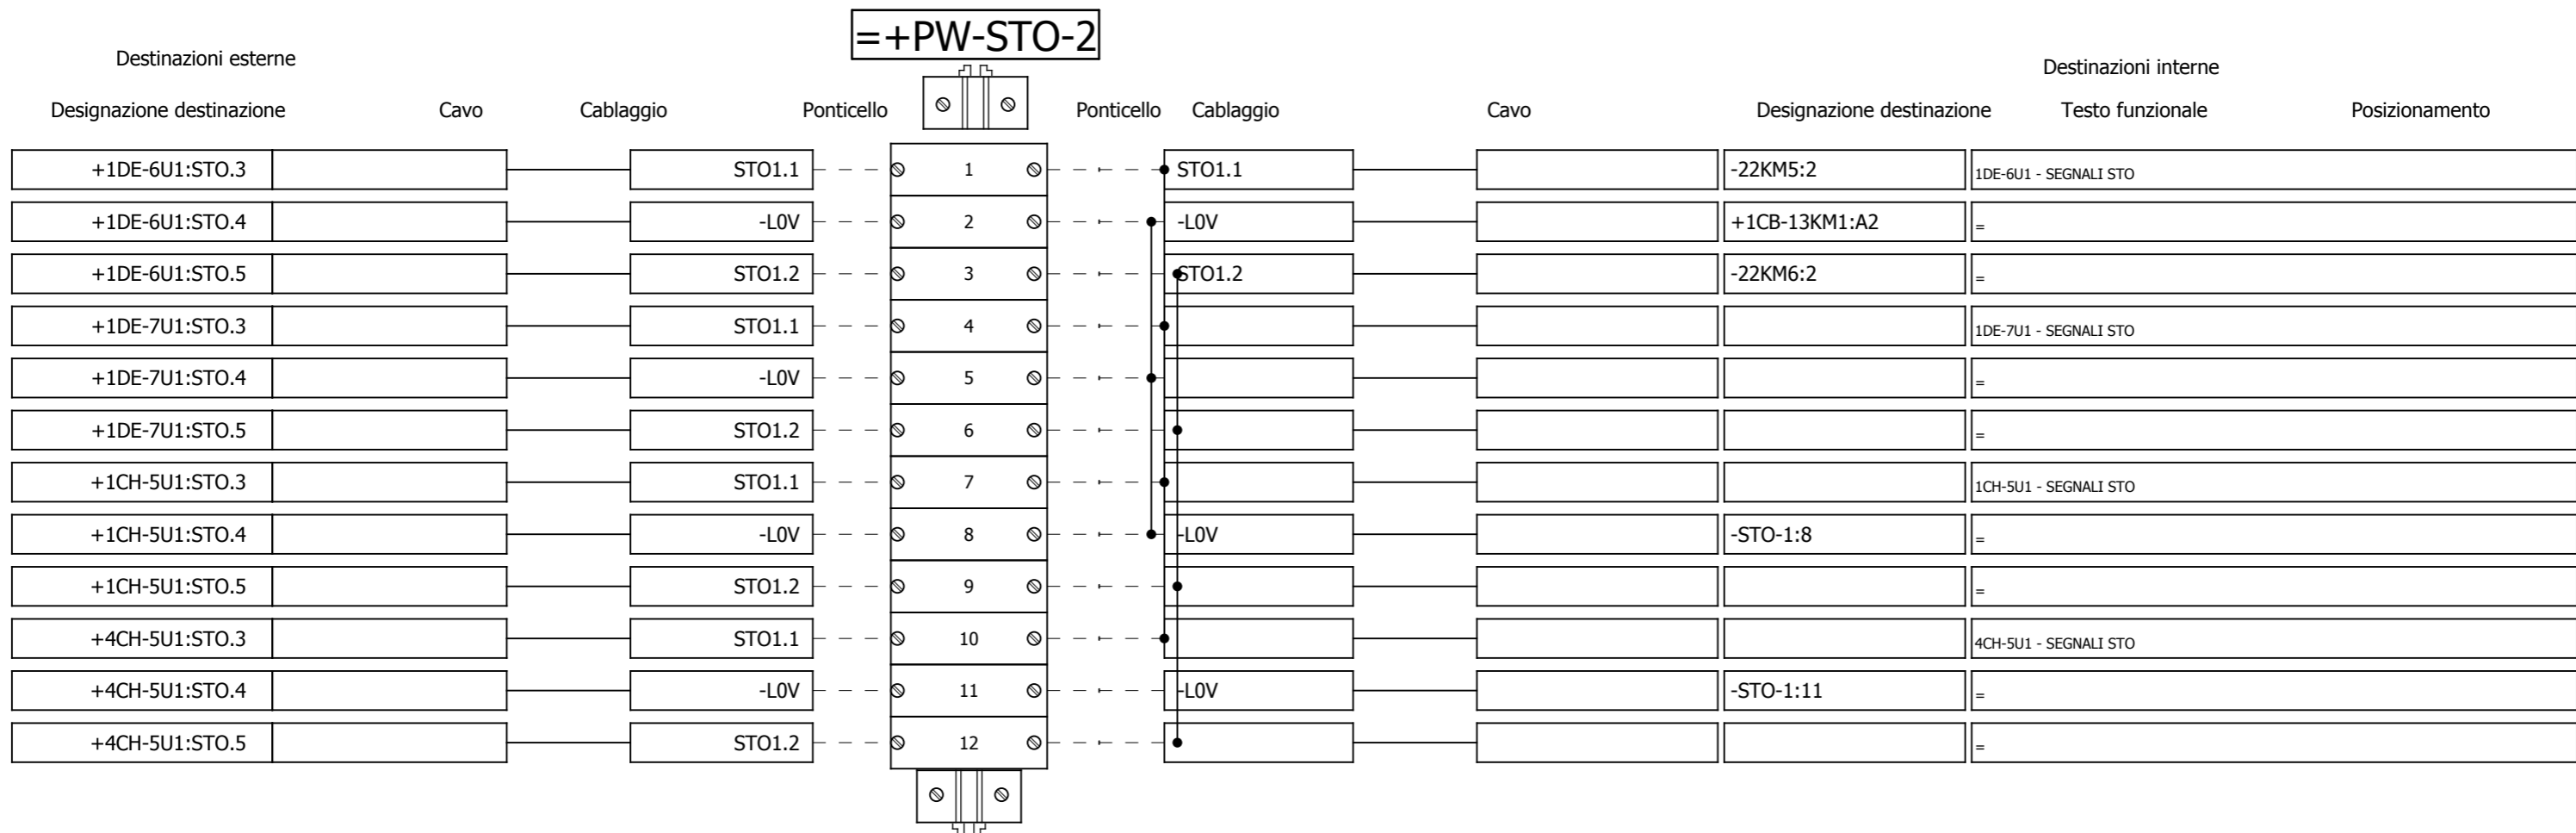 =+PW-STO-2
Destinazioni esterne
Destinazioni interne
Designazione destinazione Cavo Cablaggio Ponticello Ponticello Cablaggio Cavo Designazione destinazione Testo funzionale Posizionamento
+1DE-6U1:STO.3 STO1.1 1 STO1.1 -22KM5:2 1DE-6U1 - SEGNALI STO
+1DE-6U1:STO.4 -L0V 2 -L0V +1CB-13KM1:A2 =
+1DE-6U1:STO.5 STO1.2 3 STO1.2 -22KM6:2 =
+1DE-7U1:STO.3 STO1.1 4 1DE-7U1 - SEGNALI STO
+1DE-7U1:STO.4 -L0V 5 =
+1DE-7U1:STO.5 STO1.2 6 =
+1CH-5U1:STO.3 STO1.1 7 1CH-5U1 - SEGNALI STO
+1CH-5U1:STO.4 -L0V 8 -L0V -STO-1:8 =
+1CH-5U1:STO.5 STO1.2 9 =
+4CH-5U1:STO.3 STO1.1 10 4CH-5U1 - SEGNALI STO
+4CH-5U1:STO.4 -L0V 11 -L0V -STO-1:11 =
+4CH-5U1:STO.5 STO1.2 12 =